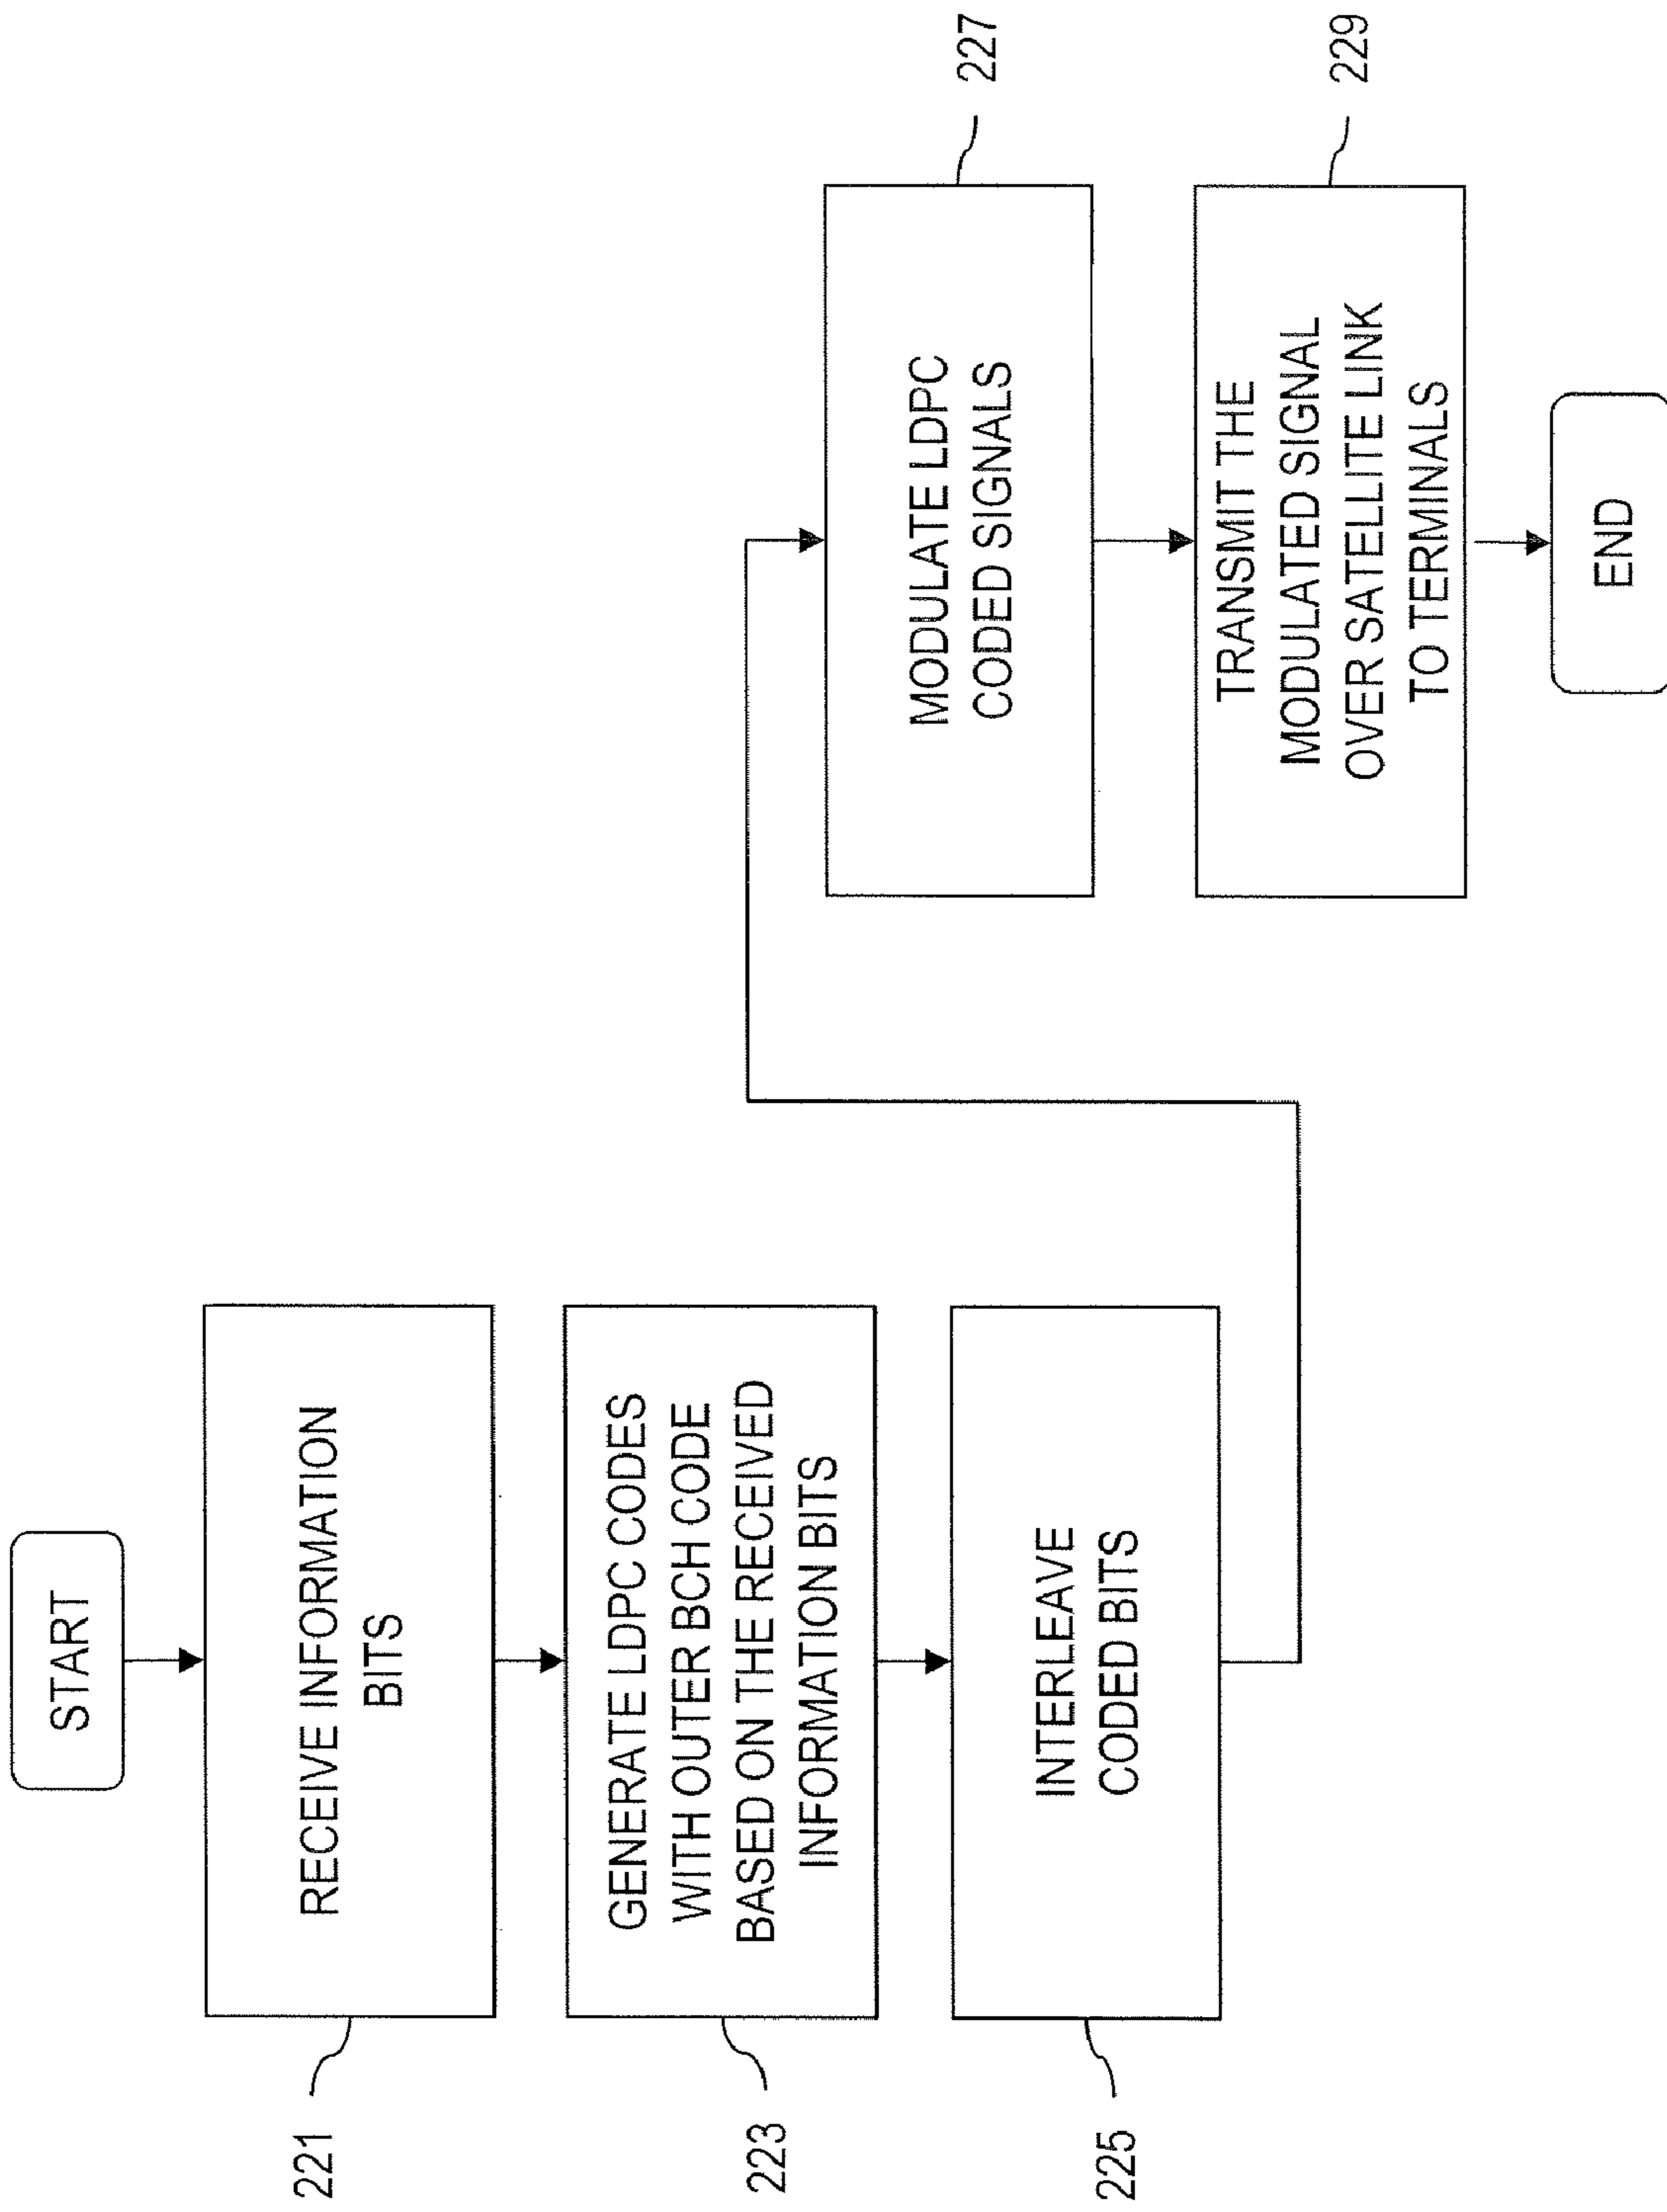 START
221
RECEIVE INFORMATION
BITS
223
GENERATE LDPC CODES
WITH OUTER BCH CODE
BASED ON THE RECEIVED
INFORMATION BITS
225
INTERLEAVE
CODED BITS
227
MODULATE LDPC
CODED SIGNALS
229
TRANSMIT THE
MODULATED SIGNAL
OVER SATELLITE LINK
TO TERMINALS
END